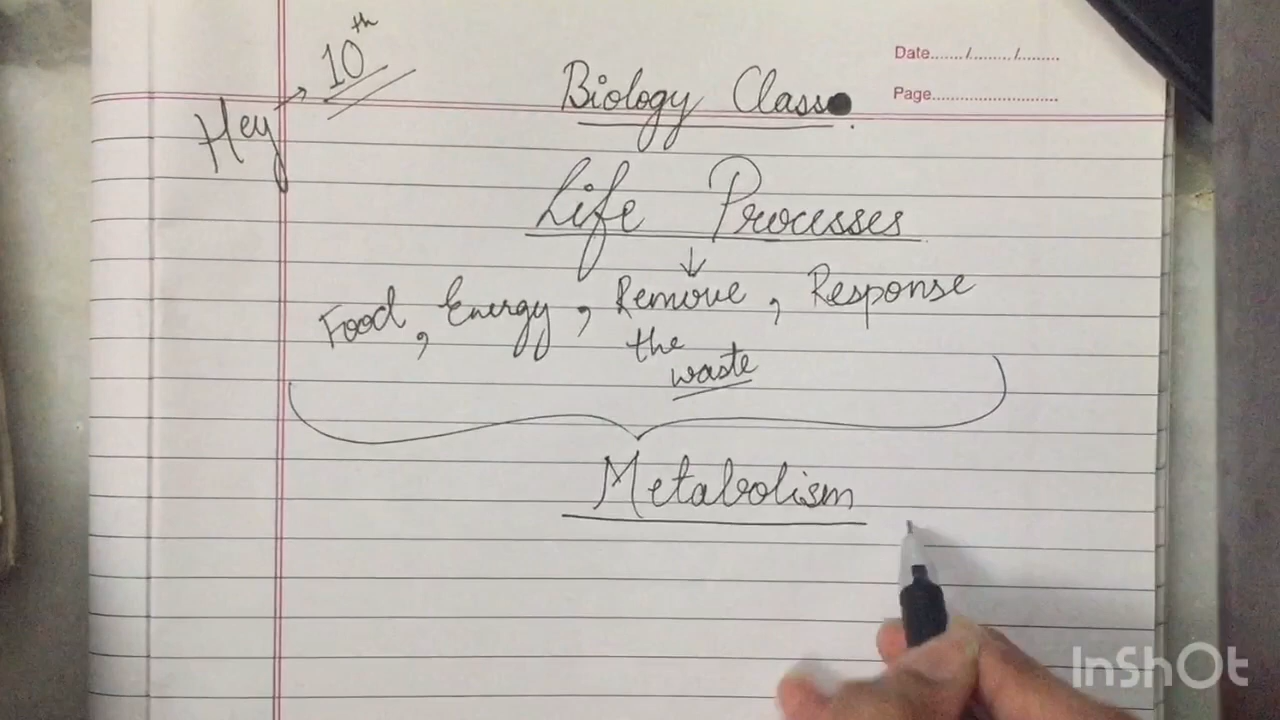 10th
Hey →
Date......./........./.........
Page.............................
Biology Class
Life Processes
↓
Food, Energy, Remove, Response
the
waste
Metabolism
InShOt